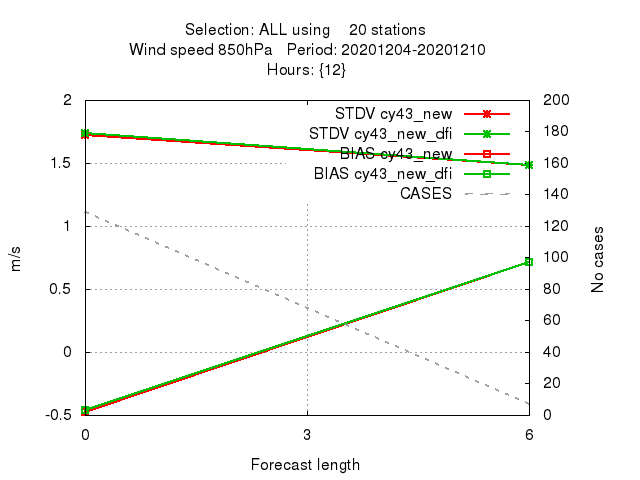 Selection: ALL using 20 stations
Wind speed 850hPa Period: 20201204-20201210
Hours: {12}
2
1.5
1
0.5
0
-0.5
200
180
160
140
120
100
80
60
40
20
0
STDV cy43_new
STDV cy43_new_dfi
BIAS cy43_new
BIAS cy43_new_dfi
CASES
m/s
No cases
0 3 6
Forecast length